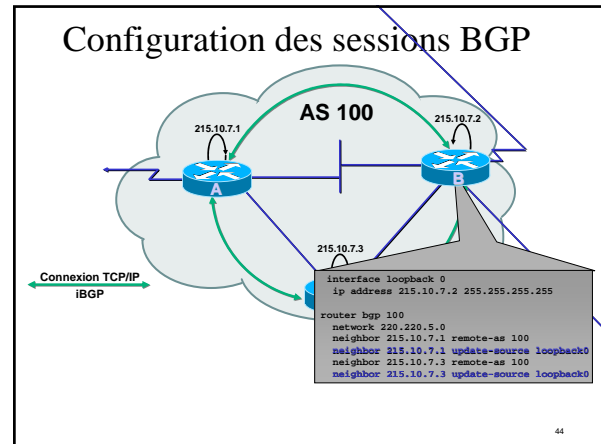 Configuration des sessions BGP
AS 100
215.10.7.1
215.10.7.2
A
B
215.10.7.3
Connexion TCP/IP
iBGP
interface loopback 0
ip address 215.10.7.2 255.255.255.255
router bgp 100
network 220.220.5.0
neighbor 215.10.7.1 remote-as 100
neighbor 215.10.7.1 update-source loopback0
neighbor 215.10.7.3 remote-as 100
neighbor 215.10.7.3 update-source loopback0
44